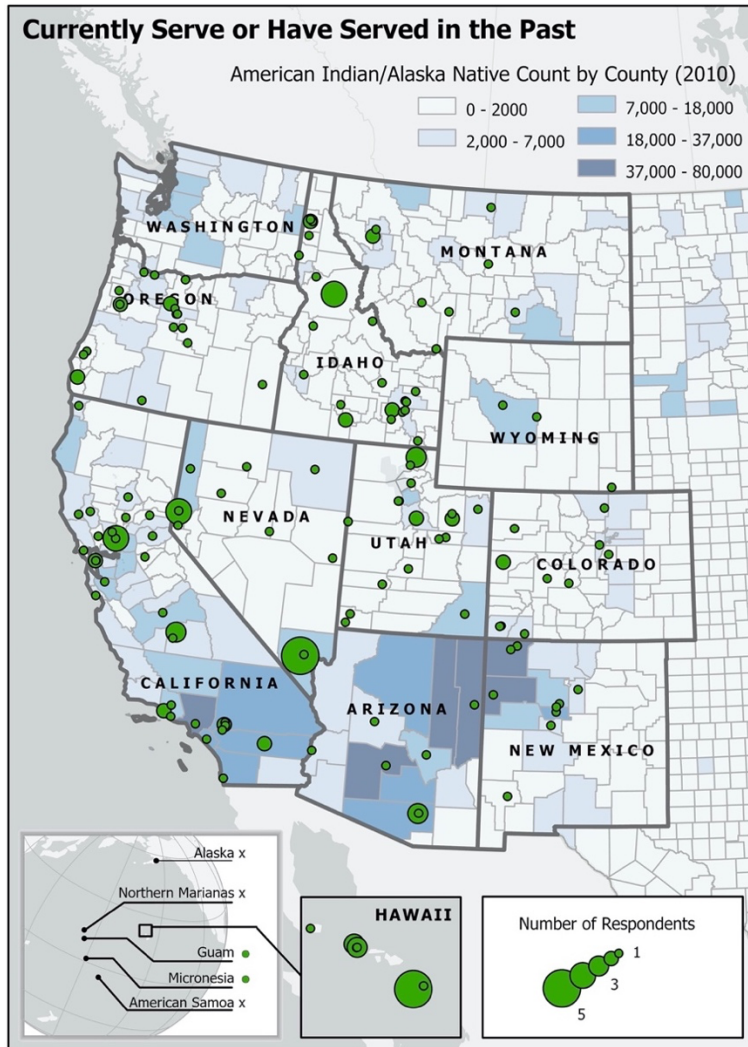 Currently Serve or Have Served in the Past
American Indian/Alaska Native Count by County (2010)
0 - 2000
7,000 - 18,000
2,000 - 7,000
18,000 - 37,000
37,000 - 80,000
WASHINGTON
MONTANA
OREGON
IDAHO
WYOMING
NEVADA
UTAH
COLORADO
CALIFORNIA
ARIZONA
NEW MEXICO
Alaska x
Northern Marianas x
Guam
Micronesia
American Samoa x
HAWAII
Number of Respondents
1
3
5